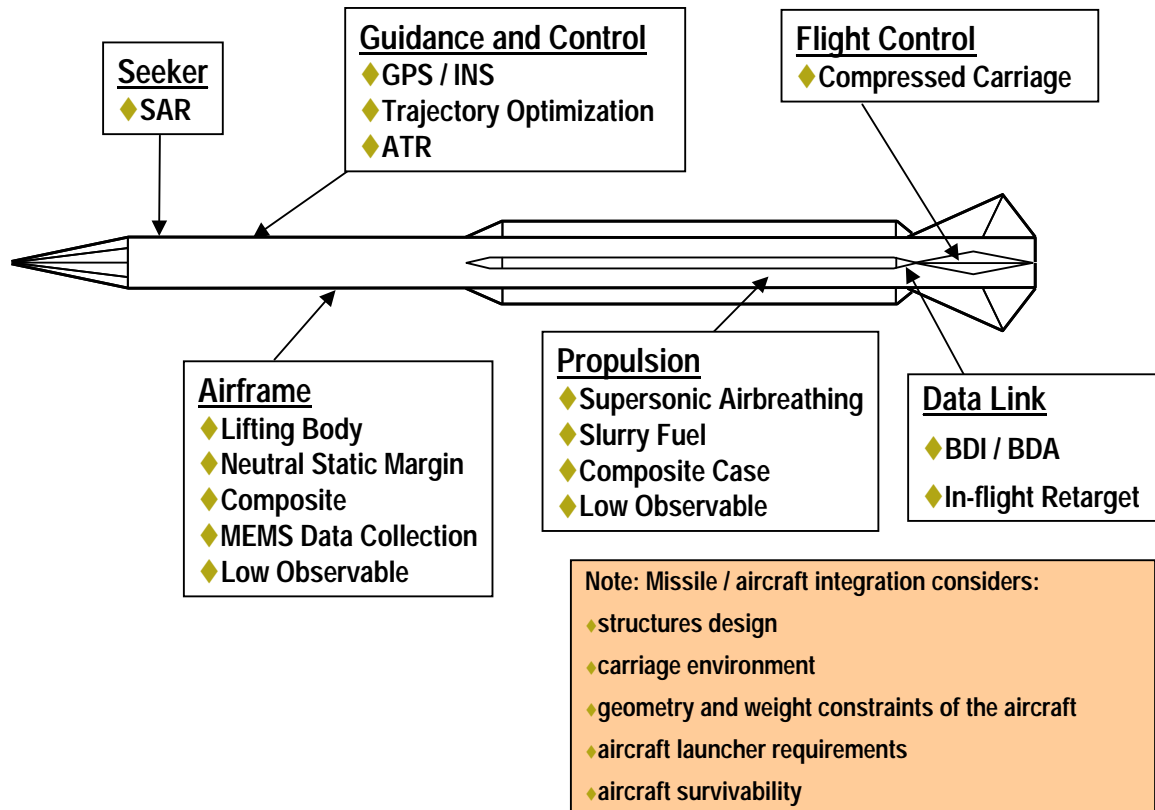 Seeker
♦SAR
Guidance and Control
♦GPS / INS
♦Trajectory Optimization
♦ATR
Flight Control
♦Compressed Carriage
Airframe
♦Lifting Body
♦Neutral Static Margin
♦Composite
♦MEMS Data Collection
♦Low Observable
Propulsion
♦Supersonic Airbreathing
♦Slurry Fuel
♦Composite Case
♦Low Observable
Data Link
♦BDI / BDA
♦In-flight Retarget
Note: Missile / aircraft integration considers:
♦structures design
♦carriage environment
♦geometry and weight constraints of the aircraft
♦aircraft launcher requirements
♦aircraft survivability